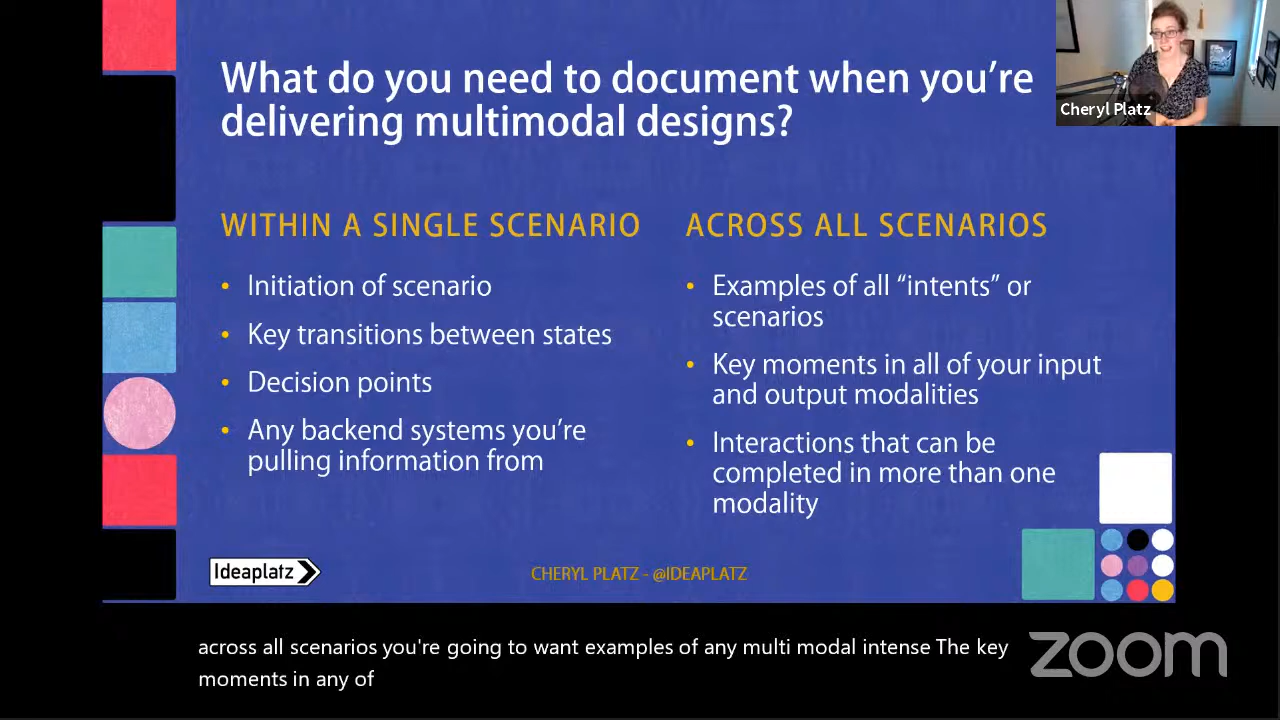 What do you need to document when you're
delivering multimodal designs?
Cheryl Platz
WITHIN A SINGLE SCENARIO
• Initiation of scenario
• Key transitions between states
• Decision points
• Any backend systems you're
pulling information from
ACROSS ALL SCENARIOS
• Examples of all “intents” or
scenarios
• Key moments in all of your input
and output modalities
• Interactions that can be
completed in more than one
modality
Ideaplatz
CHERYL PLATZ - @IDEAPLATZ
across all scenarios you're going to want examples of any multi modal intense The key
moments in any of
zoom